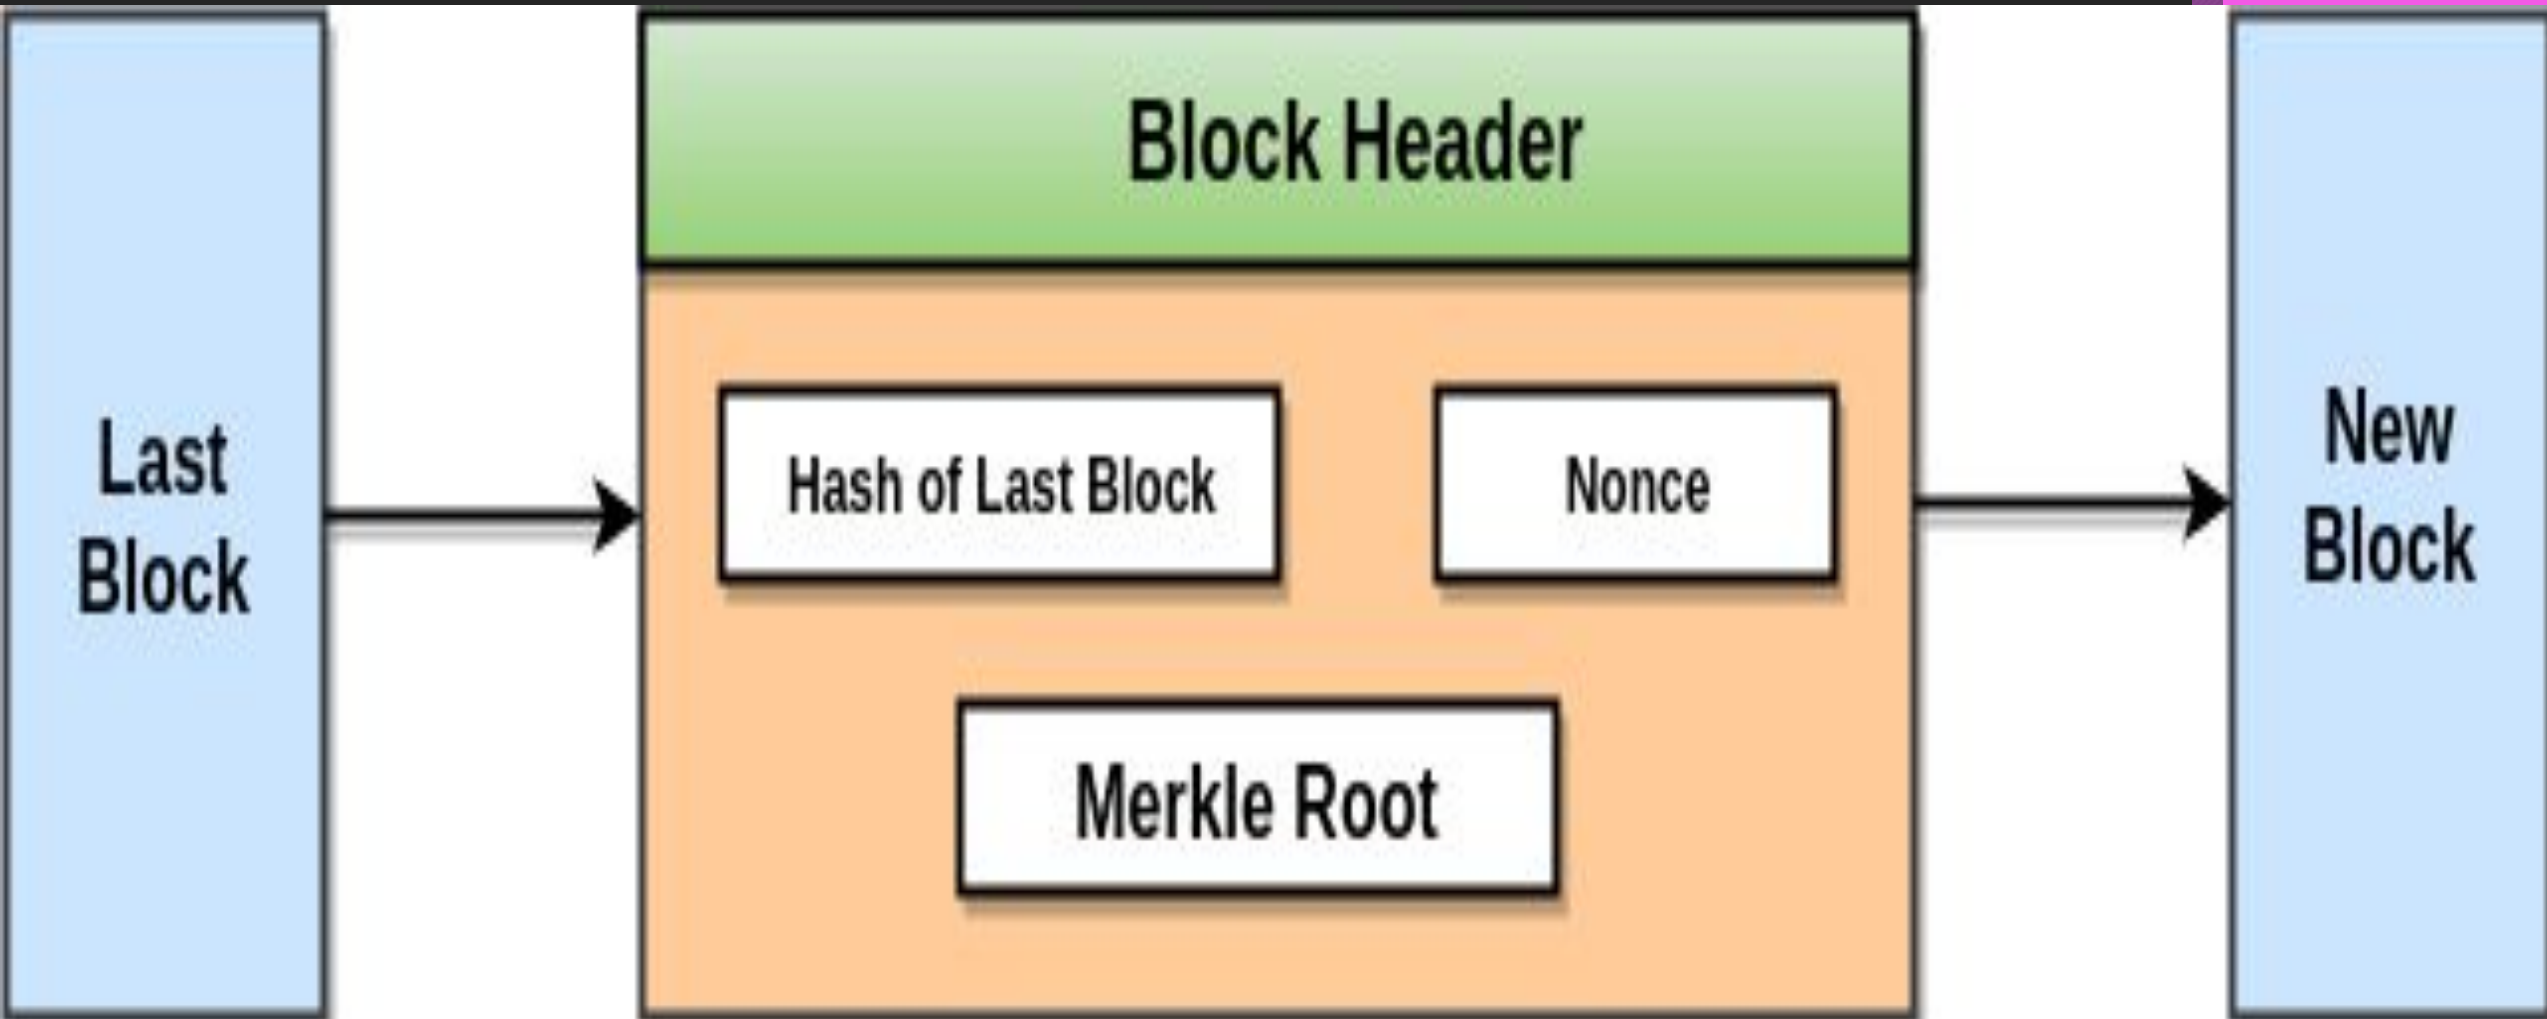 Last
Block
Block Header
Hash of Last Block
Nonce
Merkle Root
New
Block